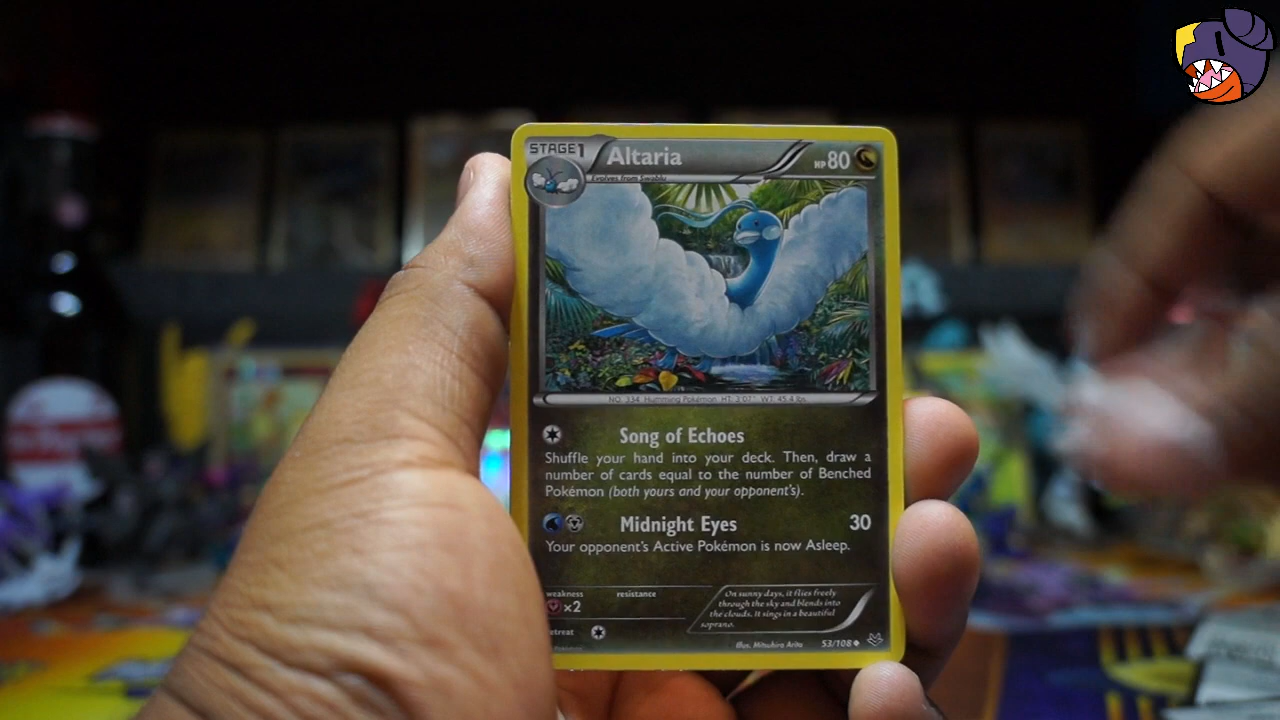 STAGE1 Altaria HP80
Evolves from Swablu
NO. 334 Humming Pokémon HT: 3'07" WT: 45.4 lbs.
Song of Echoes
Shuffle your hand into your deck. Then, draw a
number of cards equal to the number of Benched
Pokémon (both yours and your opponent's).
Midnight Eyes 30
Your opponent's Active Pokémon is now Asleep.
weakness resistance
×2
etreat
On sunny days, it flies freely
through the sky and blends into
the clouds. It sings in a beautiful
soprano.
Illus. Mitsuhiro Arita 53/108